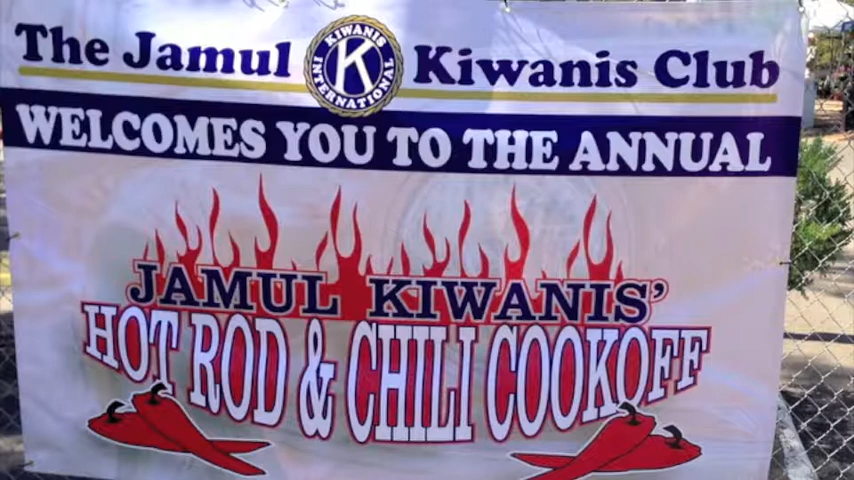 The Jamul Kiwanis Club
KIWANIS
K
INTERNATIONAL
WELCOMES YOU TO THE ANNUAL
JAMUL KIWANIS'
HOT ROD & CHILI COOKOFF